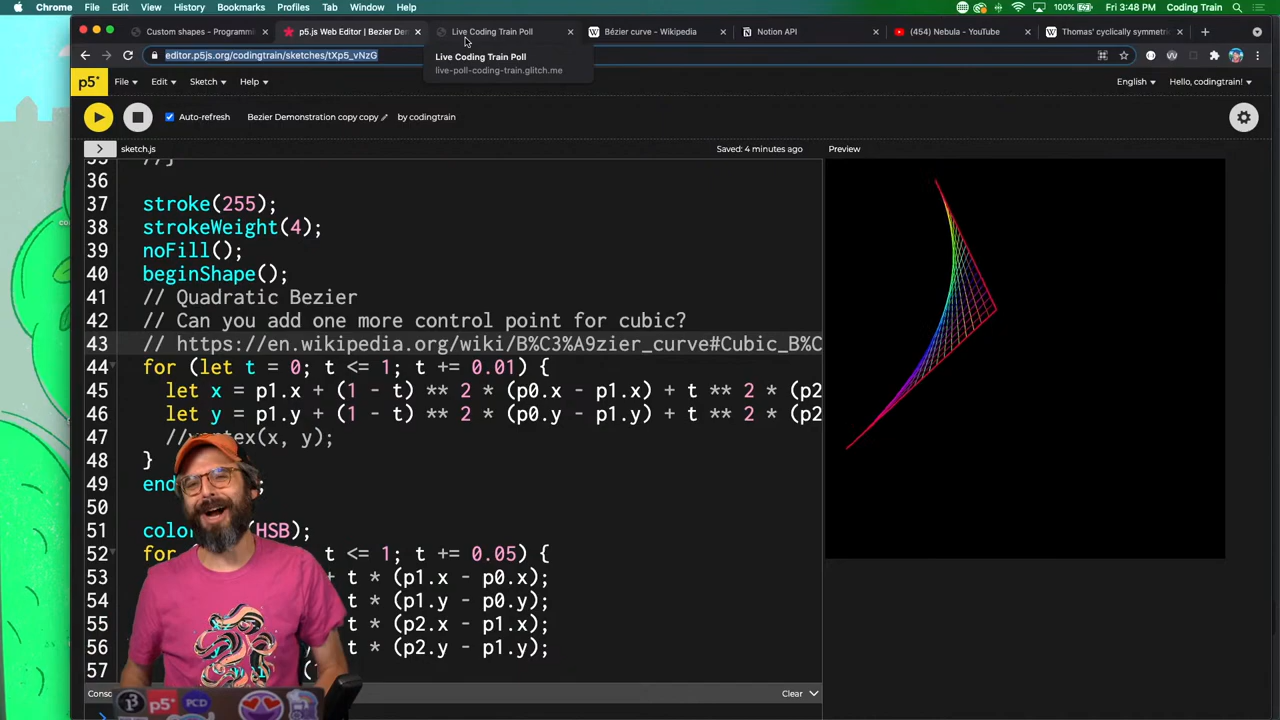 Chrome File Edit View History Bookmarks Profiles Tab Window Help 100% Fri 3:48 PM Coding Train
Custom shapes - Programmi p5.js Web Editor | Bezier Der Live Coding Train Poll Bézier curve - Wikipedia Notion API (454) Nebula - YouTube Thomas' cyclically symmetri
editor.p5js.org/codingtrain/sketches/tXp5_vNzG
Live Coding Train Poll
live-poll-coding-train.glitch.me
p5* File Edit Sketch Help English Hello, codingtrain!
Auto-refresh Bezier Demonstration copy copy by codingtrain
sketch.js Saved: 4 minutes ago Preview
36
37 stroke(255);
38 strokeWeight(4);
39 noFill();
40 beginShape();
41 // Quadratic Bezier
42 // Can you add one more control point for cubic?
43 // https://en.wikipedia.org/wiki/B%C3%A9zier_curve#Cubic_B%C
44 for (let t = 0; t <= 1; t += 0.01) {
45 let x = p1.x + (1 - t) ** 2 * (p0.x - p1.x) + t ** 2 * (p2
46 let y = p1.y + (1 - t) ** 2 * (p0.y - p1.y) + t ** 2 * (p2
47 //vertex(x, y);
48 }
49 end ;
50
51 color (HSB);
52 for t <= 1; t += 0.05) {
53 + t * (p1.x - p0.x);
54 t * (p1.y - p0.y);
55 t * (p2.x - p1.x);
56 t * (p2.y - p1.y);
57
Conso Clear
p5* PCD